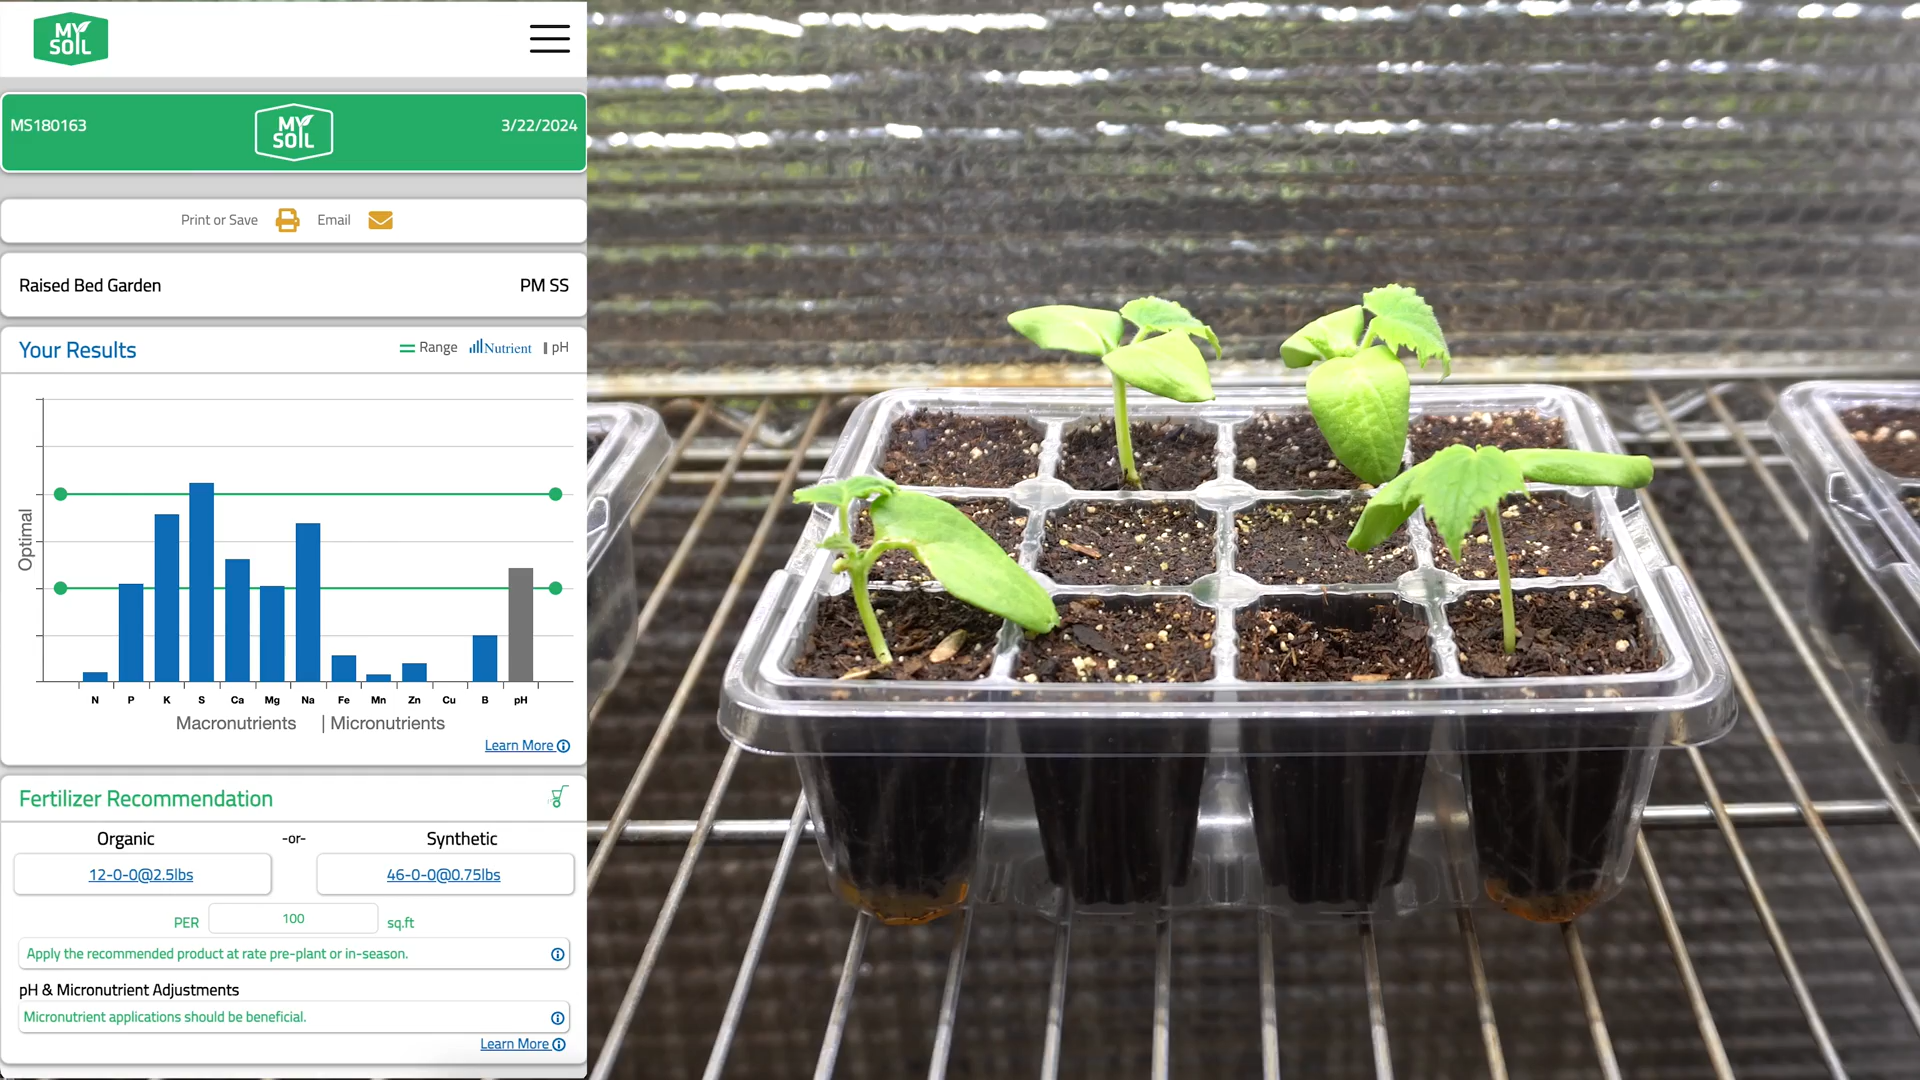 MY
SOIL
MS180163
MY
SOIL
3/22/2024
Print or Save
Email
Raised Bed Garden
PM SS
Your Results
Range
Nutrient
pH
Optimal
N P K S Ca Mg Na Fe Mn Zn Cu B pH
Macronutrients | Micronutrients
Learn More
Fertilizer Recommendation
Organic -or- Synthetic
12-0-0@2.5lbs
46-0-0@0.75lbs
PER 100 sq.ft
Apply the recommended product at rate pre-plant or in-season.
pH & Micronutrient Adjustments
Micronutrient applications should be beneficial.
Learn More